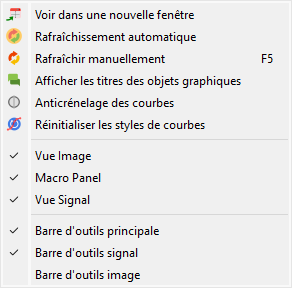 Voir dans une nouvelle fenêtre
Rafraîchissement automatique
Rafraîchir manuellement F5
Afficher les titres des objets graphiques
Anticrénelage des courbes
Réinitialiser les styles de courbes
Vue Image
Macro Panel
Vue Signal
Barre d'outils principale
Barre d'outils signal
Barre d'outils image